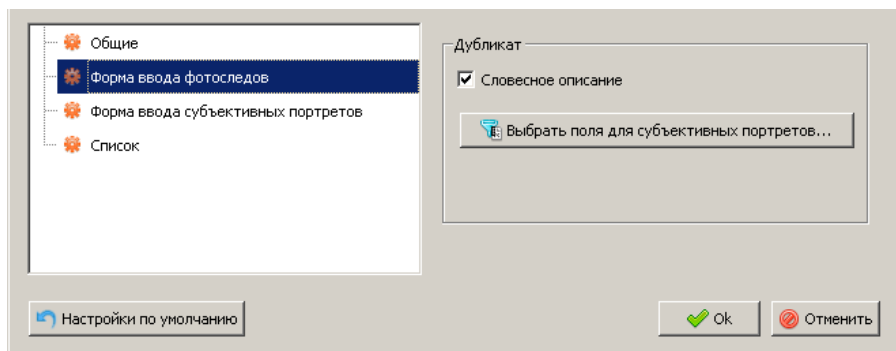 Общие
Форма ввода фотоследов
Форма ввода субъективных портретов
Список
Дубликат
Словесное описание
Выбрать поля для субъективных портретов...
Настройки по умолчанию
Ok
Отменить